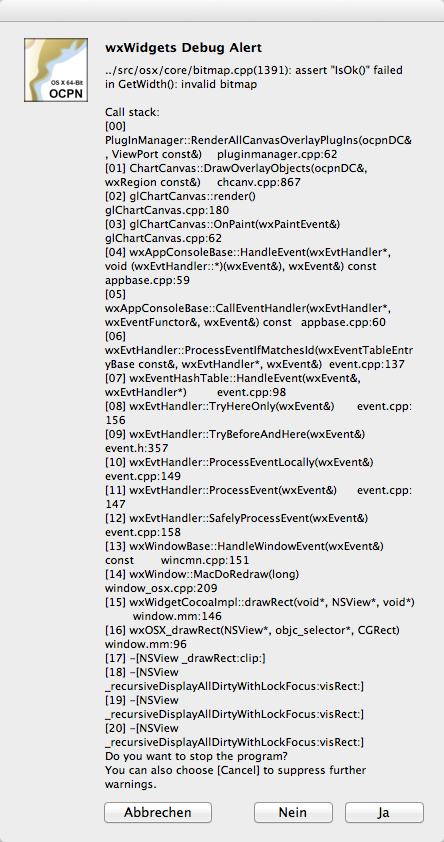 OS X 64-Bit
OCPN
wxWidgets Debug Alert
../src/osx/core/bitmap.cpp(1391): assert "IsOk()" failed
in GetWidth(): invalid bitmap
Call stack:
[00]
PlugInManager::RenderAllCanvasOverlayPlugIns(ocpnDC&
, ViewPort const&) pluginmanager.cpp:62
[01] ChartCanvas::DrawOverlayObjects(ocpnDC&,
wxRegion const&) chcanv.cpp:867
[02] glChartCanvas::render()
glChartCanvas.cpp:180
[03] glChartCanvas::OnPaint(wxPaintEvent&)
glChartCanvas.cpp:62
[04] wxAppConsoleBase::HandleEvent(wxEvtHandler*,
void (wxEvtHandler::*)(wxEvent&), wxEvent&) const
appbase.cpp:59
[05]
wxAppConsoleBase::CallEventHandler(wxEvtHandler*,
wxEventFunctor&, wxEvent&) const appbase.cpp:60
[06]
wxEvtHandler::ProcessEventIfMatchesId(wxEventTableEntr
yBase const&, wxEvtHandler*, wxEvent&) event.cpp:137
[07] wxEventHashTable::HandleEvent(wxEvent&,
wxEvtHandler*) event.cpp:98
[08] wxEvtHandler::TryHereOnly(wxEvent&) event.cpp:
156
[09] wxEvtHandler::TryBeforeAndHere(wxEvent&)
event.h:357
[10] wxEvtHandler::ProcessEventLocally(wxEvent&)
event.cpp:149
[11] wxEvtHandler::ProcessEvent(wxEvent&) event.cpp:
147
[12] wxEvtHandler::SafelyProcessEvent(wxEvent&)
event.cpp:158
[13] wxWindowBase::HandleWindowEvent(wxEvent&)
const wincmn.cpp:151
[14] wxWindow::MacDoRedraw(long)
window_osx.cpp:209
[15] wxWidgetCocoaImpl::drawRect(void*, NSView*, void*)
window.mm:146
[16] wxOSX_drawRect(NSView*, objc_selector*, CGRect)
window.mm:96
[17] -[NSView _drawRect:clip:]
[18] -[NSView
_recursiveDisplayAllDirtyWithLockFocus:visRect:]
[19] -[NSView
_recursiveDisplayAllDirtyWithLockFocus:visRect:]
[20] -[NSView
_recursiveDisplayAllDirtyWithLockFocus:visRect:]
Do you want to stop the program?
You can also choose [Cancel] to suppress further
warnings.
Abbrechen
Nein
Ja